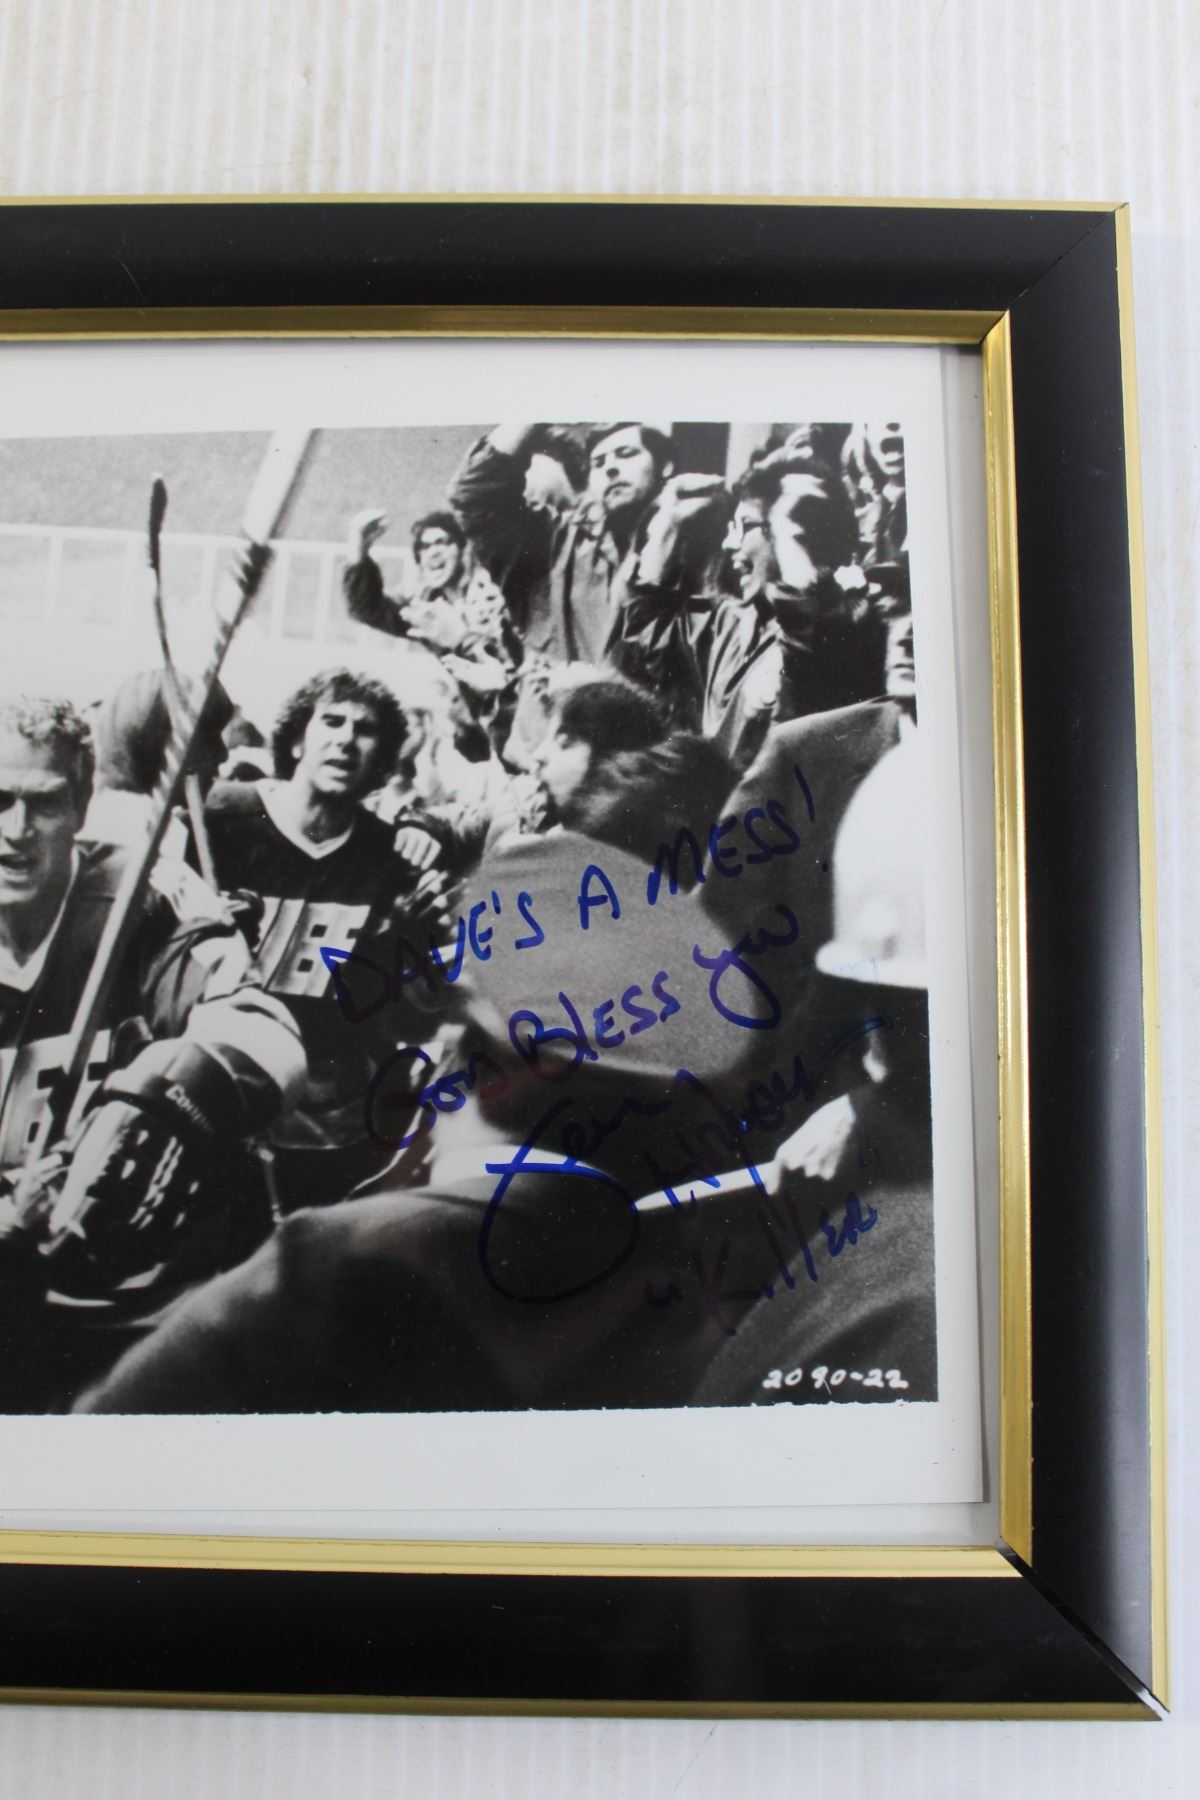 DAVE'S A MESS!
GOD BLESS YOU
"Killer"
2090-22